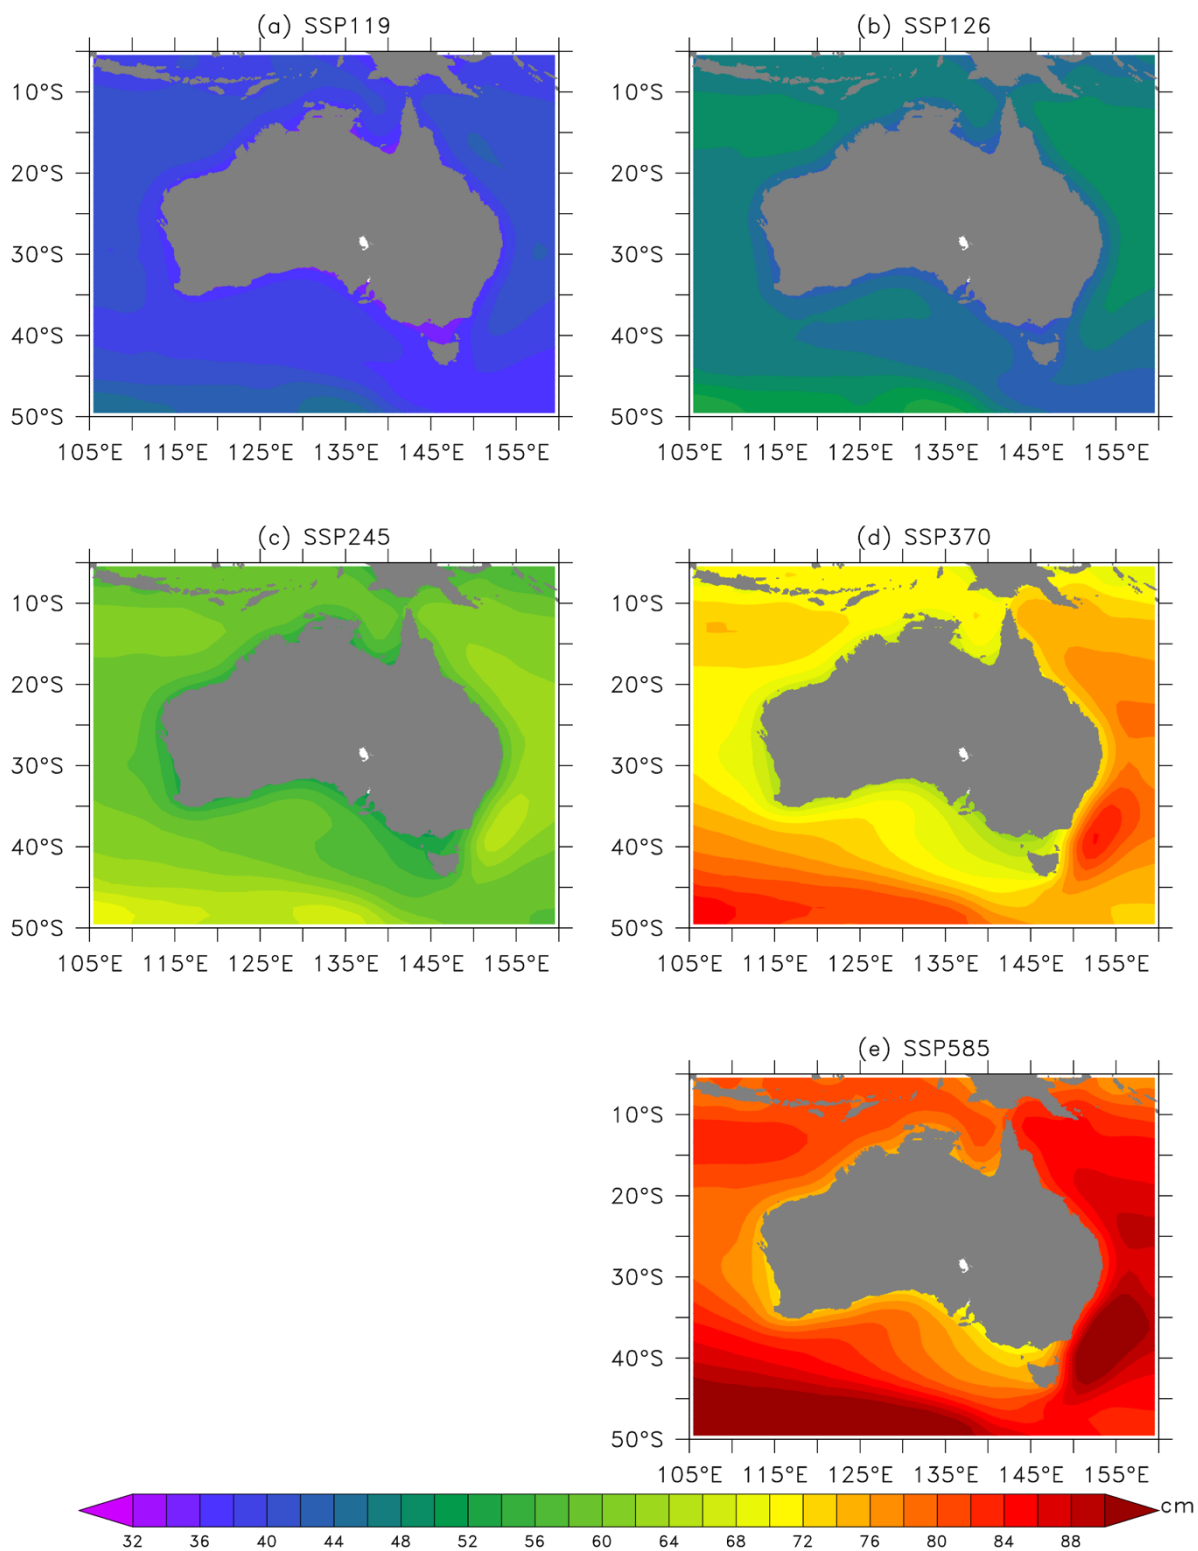 (a) SSP119
(b) SSP126
10°S
20°S
30°S
40°S
50°S
105°E 115°E 125°E 135°E 145°E 155°E
10°S
20°S
30°S
40°S
50°S
105°E 115°E 125°E 135°E 145°E 155°E
(c) SSP245
(d) SSP370
10°S
20°S
30°S
40°S
50°S
105°E 115°E 125°E 135°E 145°E 155°E
10°S
20°S
30°S
40°S
50°S
105°E 115°E 125°E 135°E 145°E 155°E
(e) SSP585
10°S
20°S
30°S
40°S
50°S
105°E 115°E 125°E 135°E 145°E 155°E
cm
32 36 40 44 48 52 56 60 64 68 72 76 80 84 88